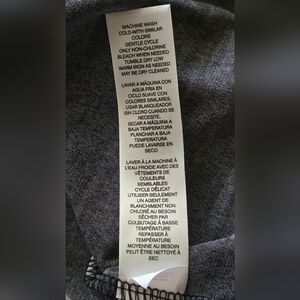 MACHINE WASH
COLD-WITH SIMILAR
COLORS
GENTLE CYCLE
ONLY NON-CHLORINE
BLEACH WHEN NEEDED
TUMBLE DRY LOW
WARM IRON AS NEEDED
MAY BE DRY CLEANED
LAVAR A MÁQUINA CON
AGUA FRIA EN
CICLO SUAVE CON
COLORES SIMILARES.
USAR BLANQUEADOR
SIN CLORO CUANDO SE
NECESITE.
SECAR A MÁQUINA A
BAJA TEMPERATURA
PLANCHAR A BAJA
TEMPERATURA
PUEDE LAVARSE EN
SECO
LAVER À LA MACHINE À
L'EAU FROIDE AVEC DES
VÊTEMENTS DE
COULEURS
SEMBLABLES
CYCLE DÉLICAT
UTILISER SEULEMENT
UN AGENT DE
BLANCHIMENT NON
CHLORÉ AU BESOIN
SÉCHER PAR
CULBUTAGE À BASSE
TEMPÉRATURE
REPASSER À
TEMPÉRATURE
MOYENNE AU BESOIN
PEUT ÊTRE NETTOYÉ À
SEC